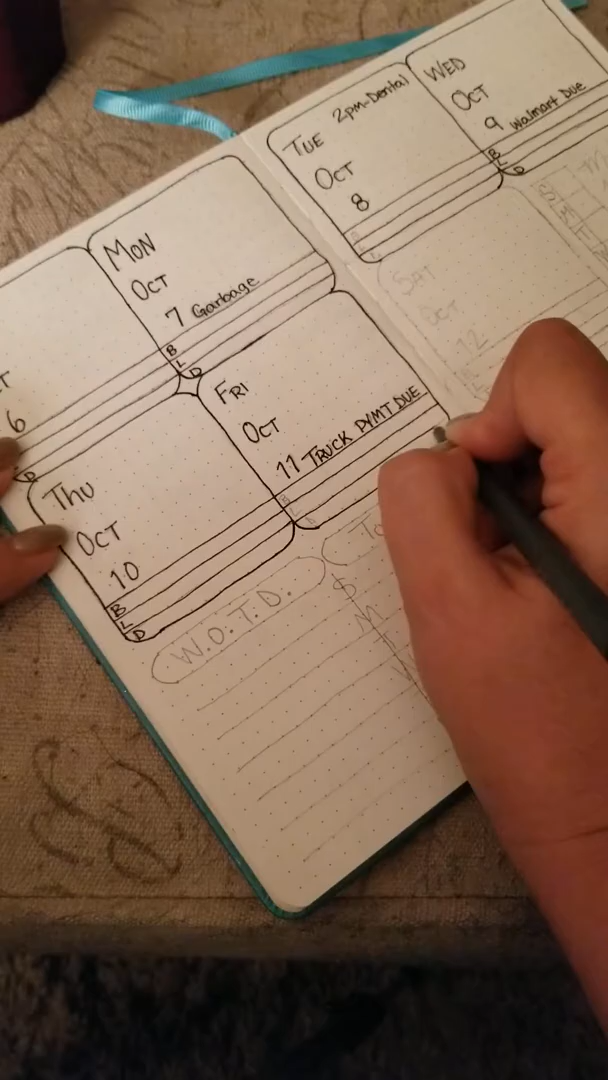 6
MON
OCT
7 Garbage
B
L
D
TUE 2pm-Dental
OCT
8
WED
OCT
9 Walmart Due
B
L
D
THU
OCT
10
B
L
D
FRI
OCT
11 TRUCK PYMT DUE
B
L
SAT
OCT
12
W.O.T.D.
$
M